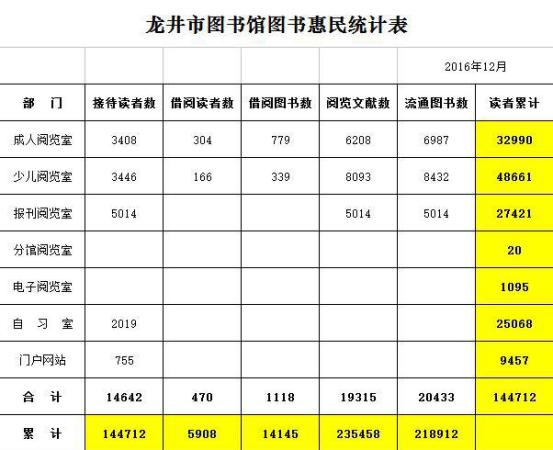 龙井市图书馆图书惠民统计表
2016年12月
部 门 接待读者数 借阅读者数 借阅图书数 阅览文献数 流通图书数 读者累计
成人阅览室 3408 304 779 6208 6987 32990
少儿阅览室 3446 166 339 8093 8432 48661
报刊阅览室 5014 5014 5014 27421
分馆阅览室 20
电子阅览室 1095
自 习 室 2019 25068
门户网站 755 9457
合 计 14642 470 1118 19315 20433 144712
累 计 144712 5908 14145 235458 218912